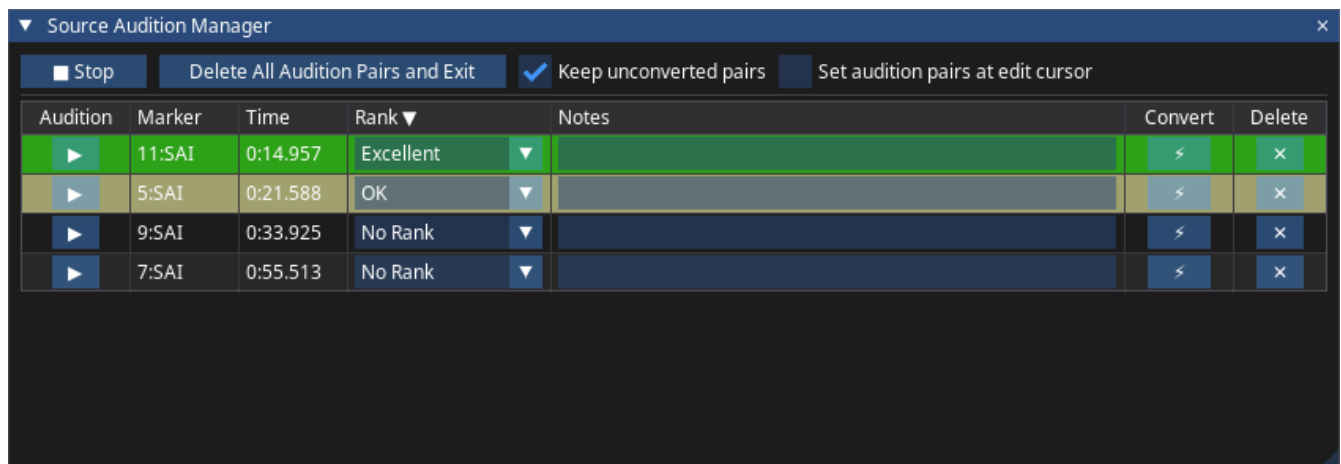 ▼ Source Audition Manager ×
■ Stop Delete All Audition Pairs and Exit Keep unconverted pairs Set audition pairs at edit cursor
Audition Marker Time Rank ▼ Notes Convert Delete
▶ 11:SAI 0:14.957 Excellent ▼ ⚡ ×
▶ 5:SAI 0:21.588 OK ▼ ⚡ ×
▶ 9:SAI 0:33.925 No Rank ▼ ⚡ ×
▶ 7:SAI 0:55.513 No Rank ▼ ⚡ ×